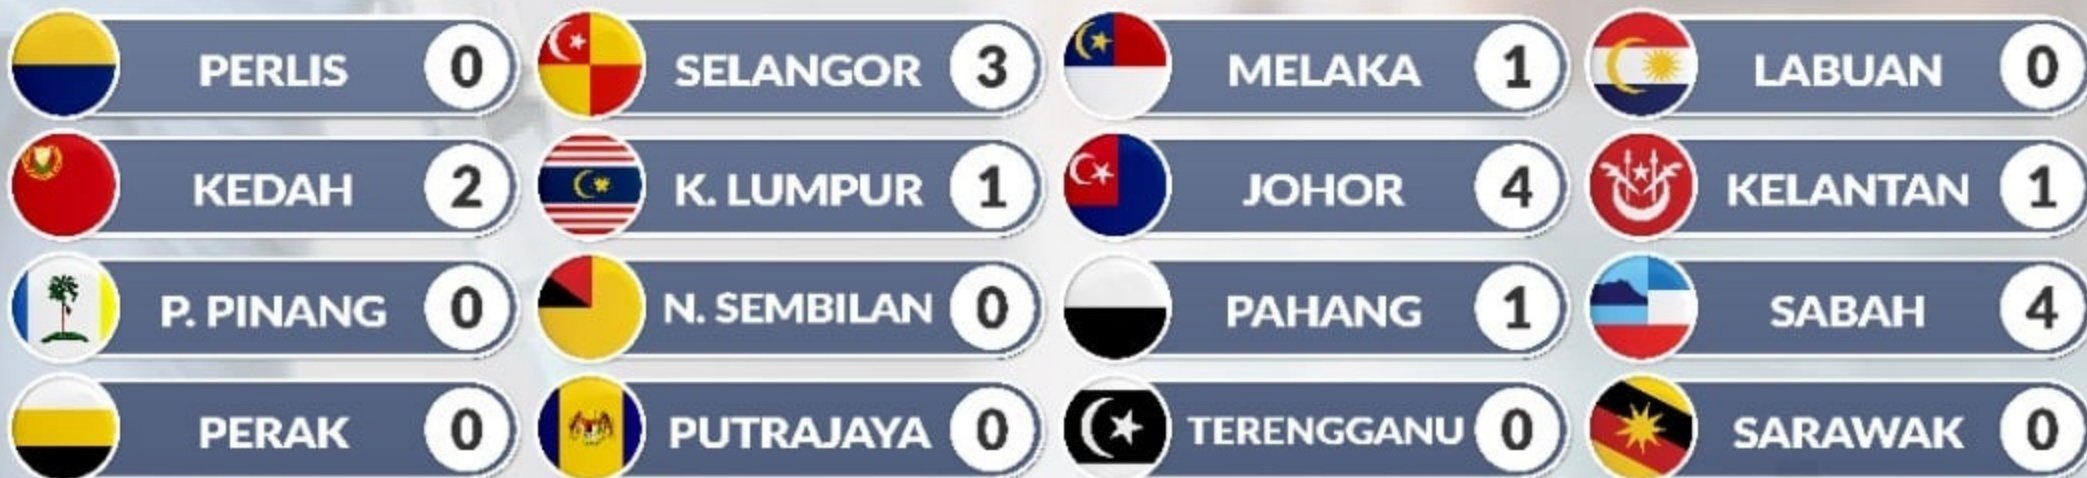 PERLIS 0
SELANGOR 3
MELAKA 1
LABUAN 0
KEDAH 2
K. LUMPUR 1
JOHOR 4
KELANTAN 1
P. PINANG 0
N. SEMBILAN 0
PAHANG 1
SABAH 4
PERAK 0
PUTRAJAYA 0
TERENGGANU 0
SARAWAK 0